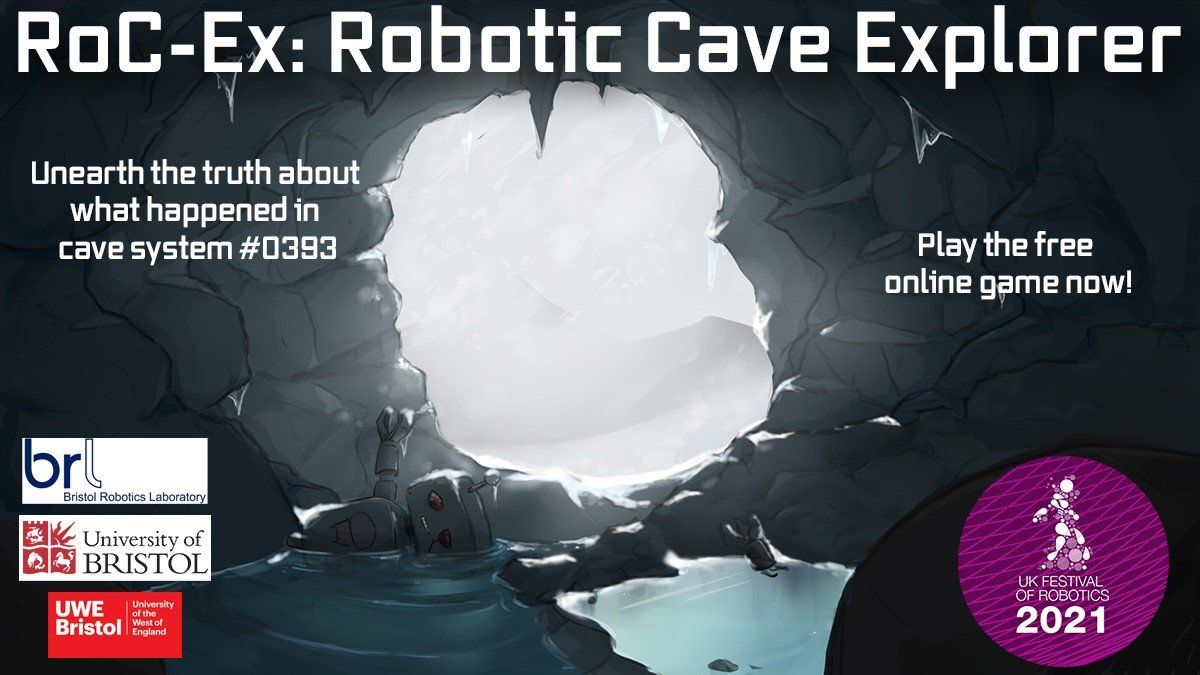 RoC-Ex: Robotic Cave Explorer
Unearth the truth about
what happened in
cave system #0393
Play the free
online game now!
brl
Bristol Robotics Laboratory
University of
BRISTOL
UWE
Bristol
University
of the
West of
England
UK FESTIVAL
OF ROBOTICS
2021